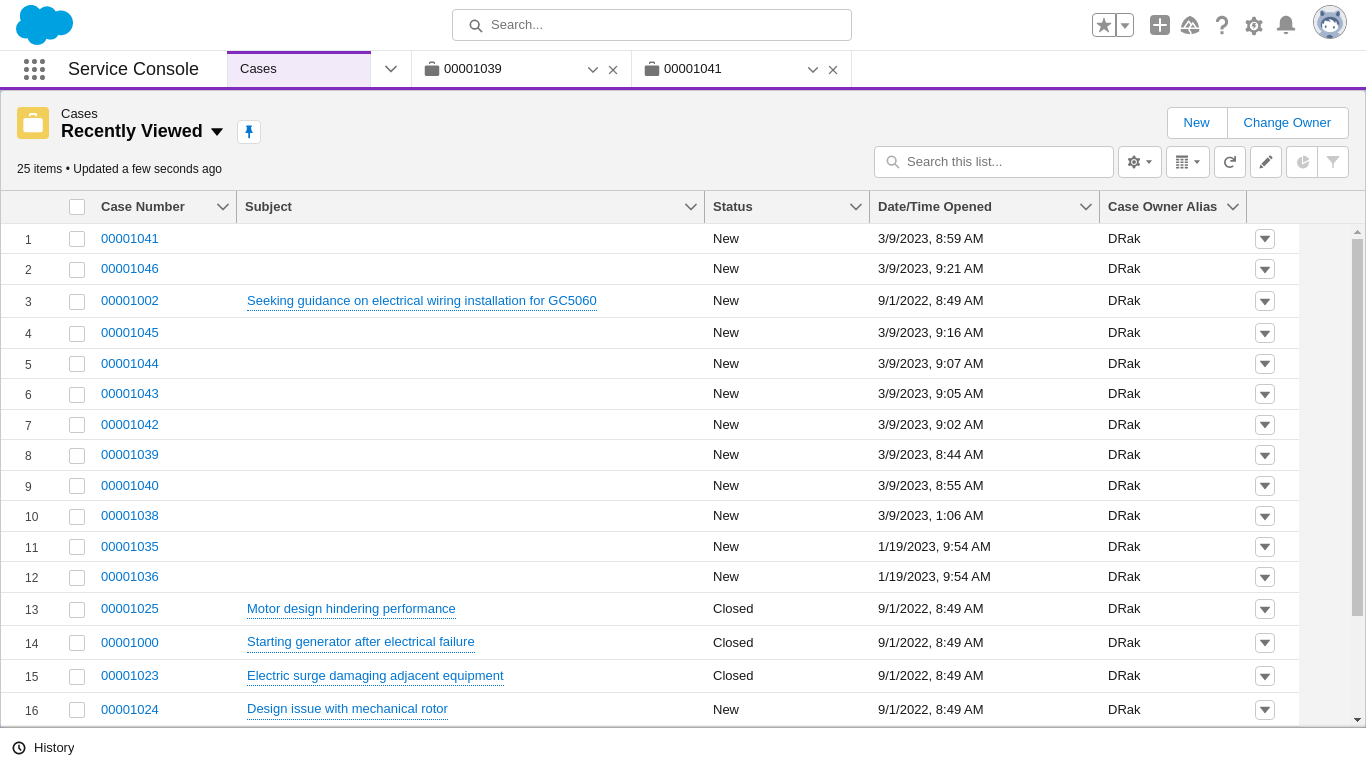 Search...
Service Console
Cases
00001039
00001041
Cases
Recently Viewed
New
Change Owner
25 items • Updated a few seconds ago
Search this list...
Case Number Subject Status Date/Time Opened Case Owner Alias
1 00001041 New 3/9/2023, 8:59 AM DRak
2 00001046 New 3/9/2023, 9:21 AM DRak
3 00001002 Seeking guidance on electrical wiring installation for GC5060 New 9/1/2022, 8:49 AM DRak
4 00001045 New 3/9/2023, 9:16 AM DRak
5 00001044 New 3/9/2023, 9:07 AM DRak
6 00001043 New 3/9/2023, 9:05 AM DRak
7 00001042 New 3/9/2023, 9:02 AM DRak
8 00001039 New 3/9/2023, 8:44 AM DRak
9 00001040 New 3/9/2023, 8:55 AM DRak
10 00001038 New 3/9/2023, 1:06 AM DRak
11 00001035 New 1/19/2023, 9:54 AM DRak
12 00001036 New 1/19/2023, 9:54 AM DRak
13 00001025 Motor design hindering performance Closed 9/1/2022, 8:49 AM DRak
14 00001000 Starting generator after electrical failure Closed 9/1/2022, 8:49 AM DRak
15 00001023 Electric surge damaging adjacent equipment Closed 9/1/2022, 8:49 AM DRak
16 00001024 Design issue with mechanical rotor New 9/1/2022, 8:49 AM DRak
History